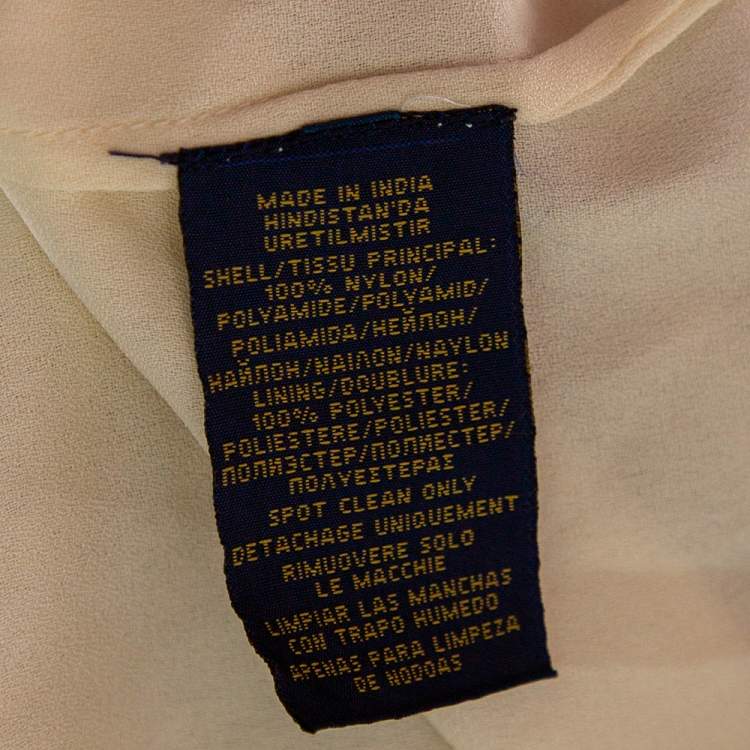 MADE IN INDIA
HINDISTAN'DA
URETILMISTIR
SHELL/TISSU PRINCIPAL:
100% NYLON/
POLYAMIDE/POLYAMID/
POLIAMIDA/НЕЙЛОН/
НАЙЛОН/ΝΑΙΛΟΝ/NAYLON
LINING/DOUBLURE:
100% POLYESTER/
POLIESTERE/POLIESTER/
ПОЛИЭСТЕР/ПОЛИЕСТЕР/
ΠΟΛΥΕΣΤΕΡΑΣ
SPOT CLEAN ONLY
DETACHAGE UNIQUEMENT
RIMUOVERE SOLO
LE MACCHIE
LIMPIAR LAS MANCHAS
CON TRAPO HUMEDO
APENAS PARA LIMPEZA
DE NODOAS